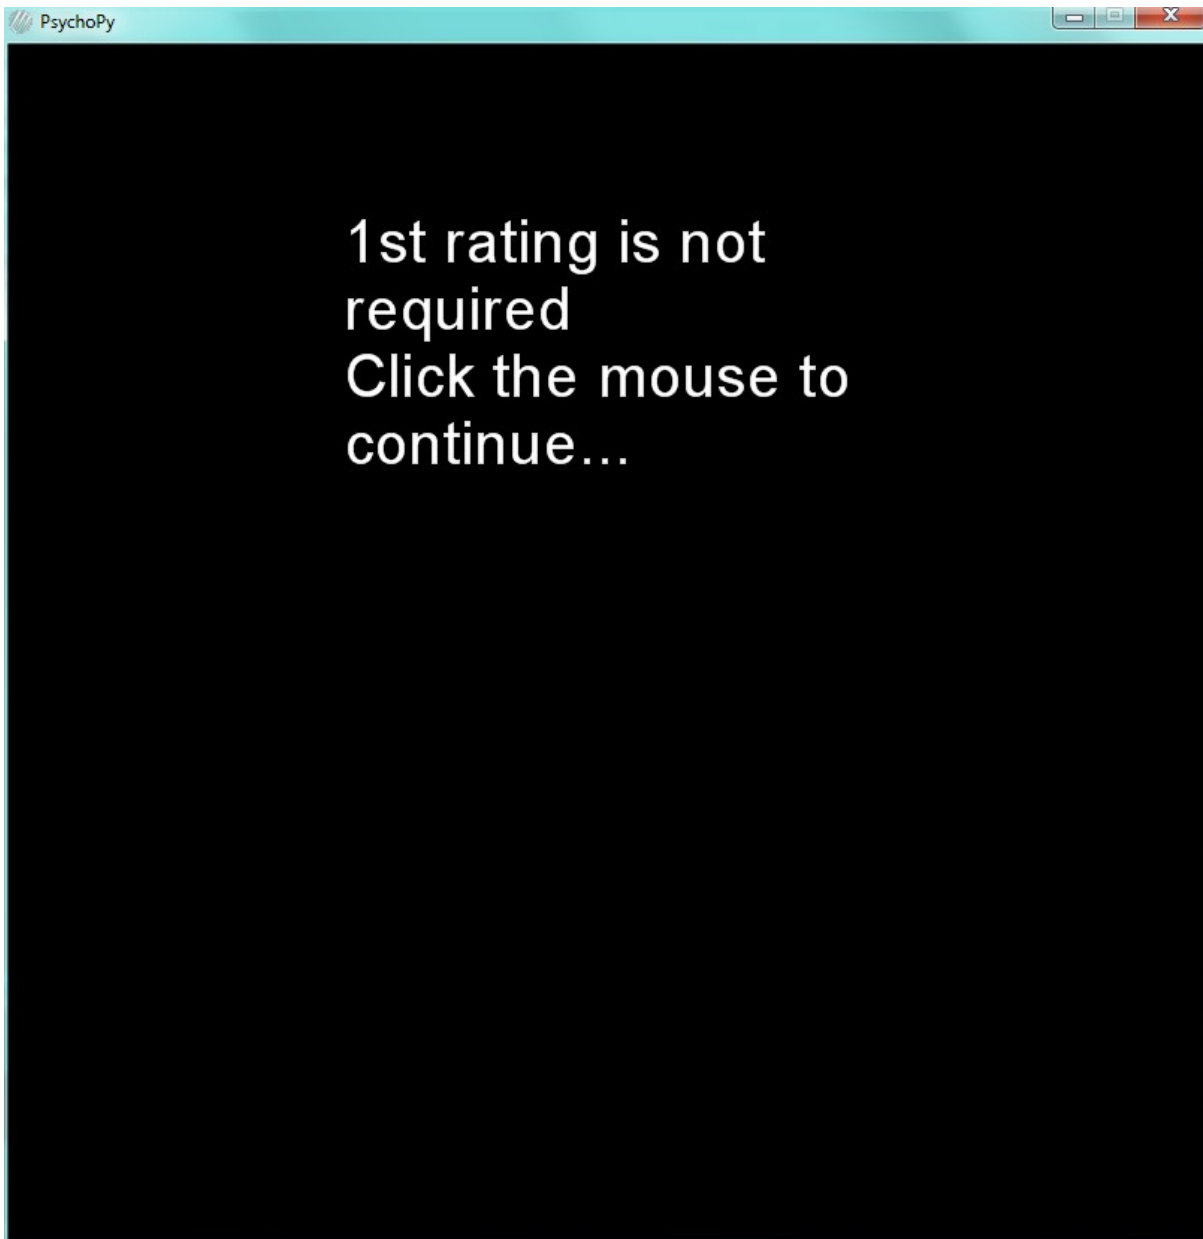 PsychoPy
1st rating is not
required
Click the mouse to
continue...